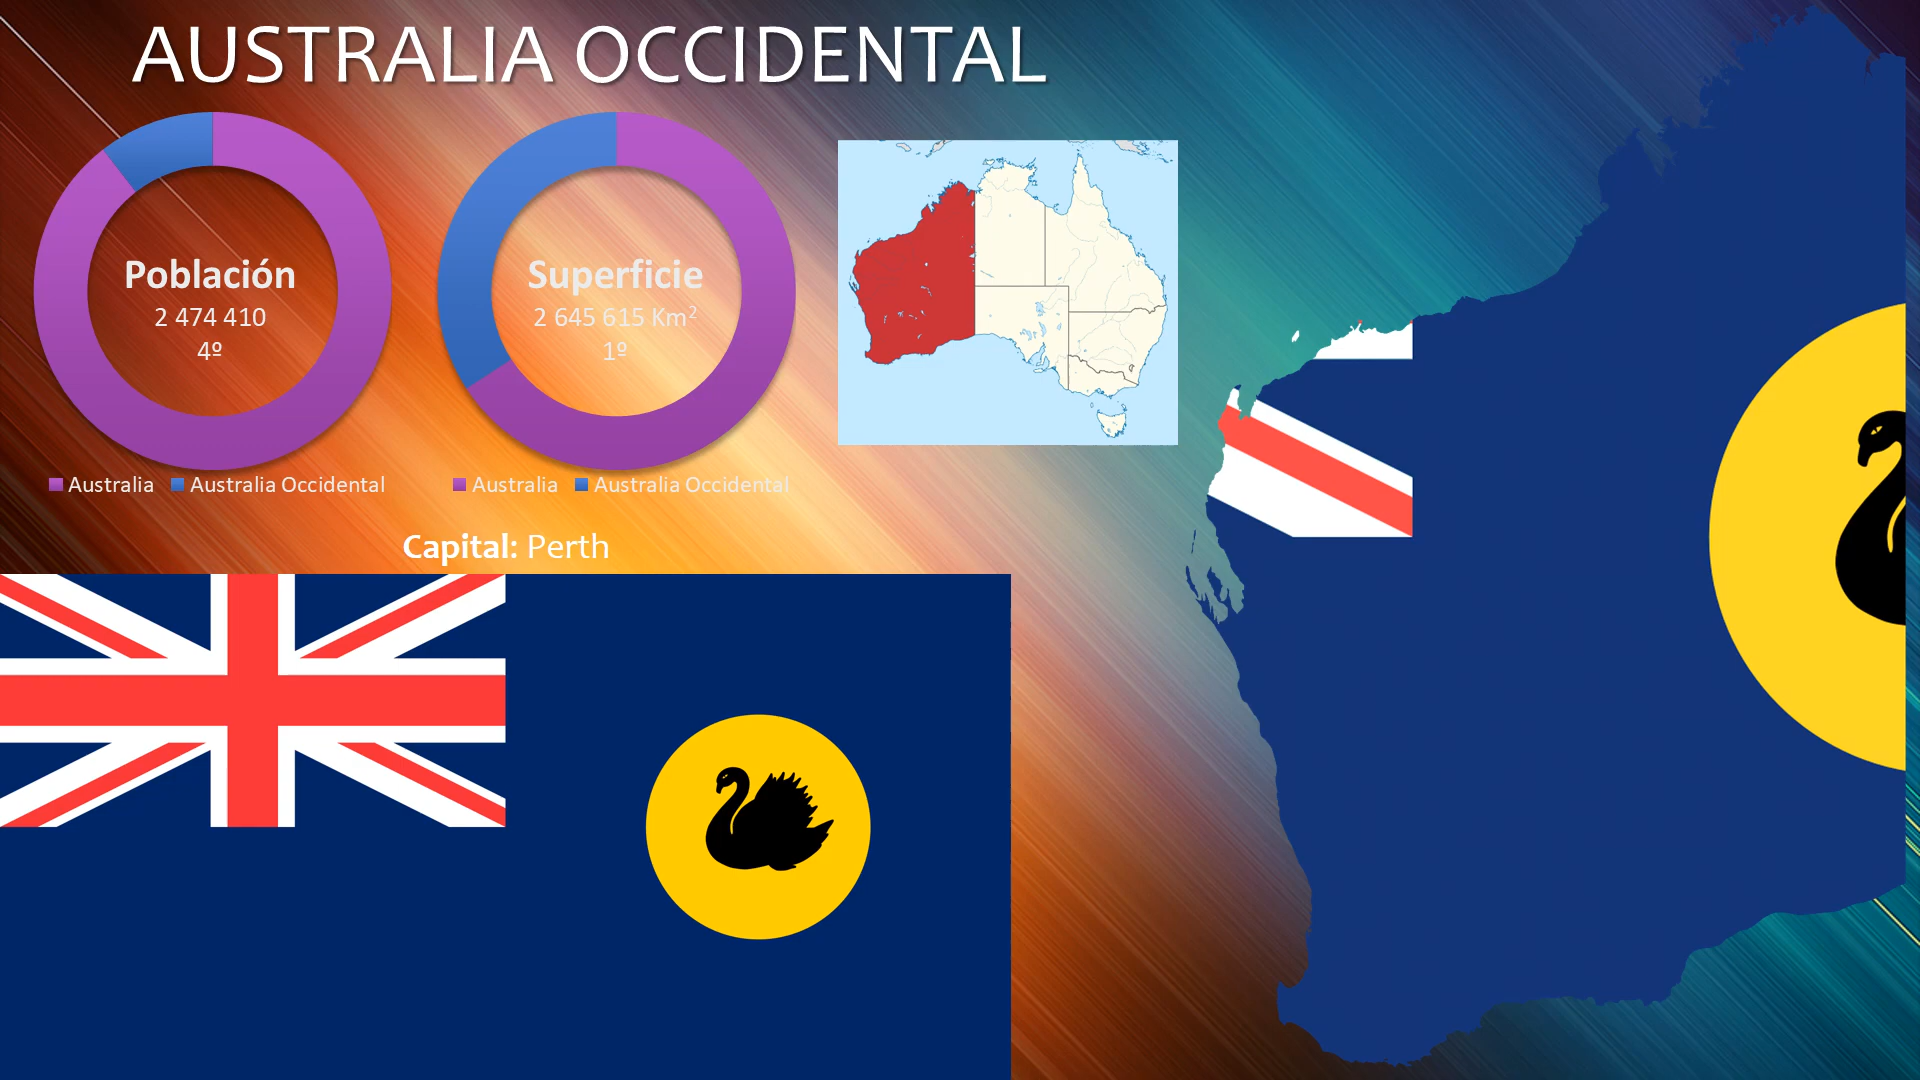 AUSTRALIA OCCIDENTAL
Población
2 474 410
4º
Australia Australia Occidental
Superficie
2 645 615 Km²
1º
Australia Australia Occidental
Capital: Perth